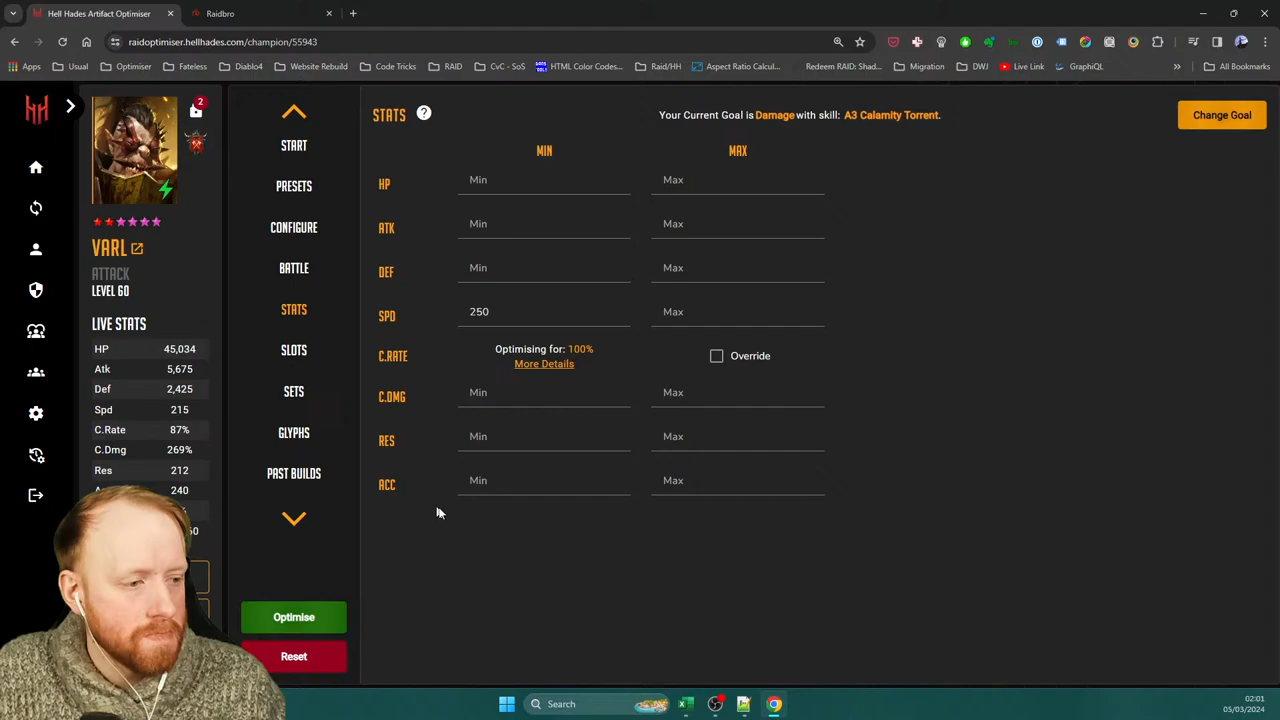 Hell Hades Artifact Optimiser
Raidbro
raidoptimiser.hellhades.com/champion/55943
Apps
Usual
Optimiser
Fateless
Diablo4
Website Rebuild
Code Tricks
RAID
CvC - SoS
HTML Color Codes...
Raid/HH
Aspect Ratio Calcul...
Redeem RAID: Shad...
Migration
DWJ
Live Link
GraphiQL
All Bookmarks
2
VARL
ATTACK
LEVEL 60
LIVE STATS
HP 45,034
Atk 5,675
Def 2,425
Spd 215
C.Rate 87%
C.Dmg 269%
Res 212
240
START
PRESETS
CONFIGURE
BATTLE
STATS
SLOTS
SETS
GLYPHS
PAST BUILDS
Optimise
Reset
STATS
Your Current Goal is Damage with skill: A3 Calamity Torrent.
Change Goal
MIN MAX
HP Min Max
ATK Min Max
DEF Min Max
SPD 250 Max
C.RATE Optimising for: 100% Override
More Details
C.DMG Min Max
RES Min Max
ACC Min Max
Search
02:01
05/03/2024